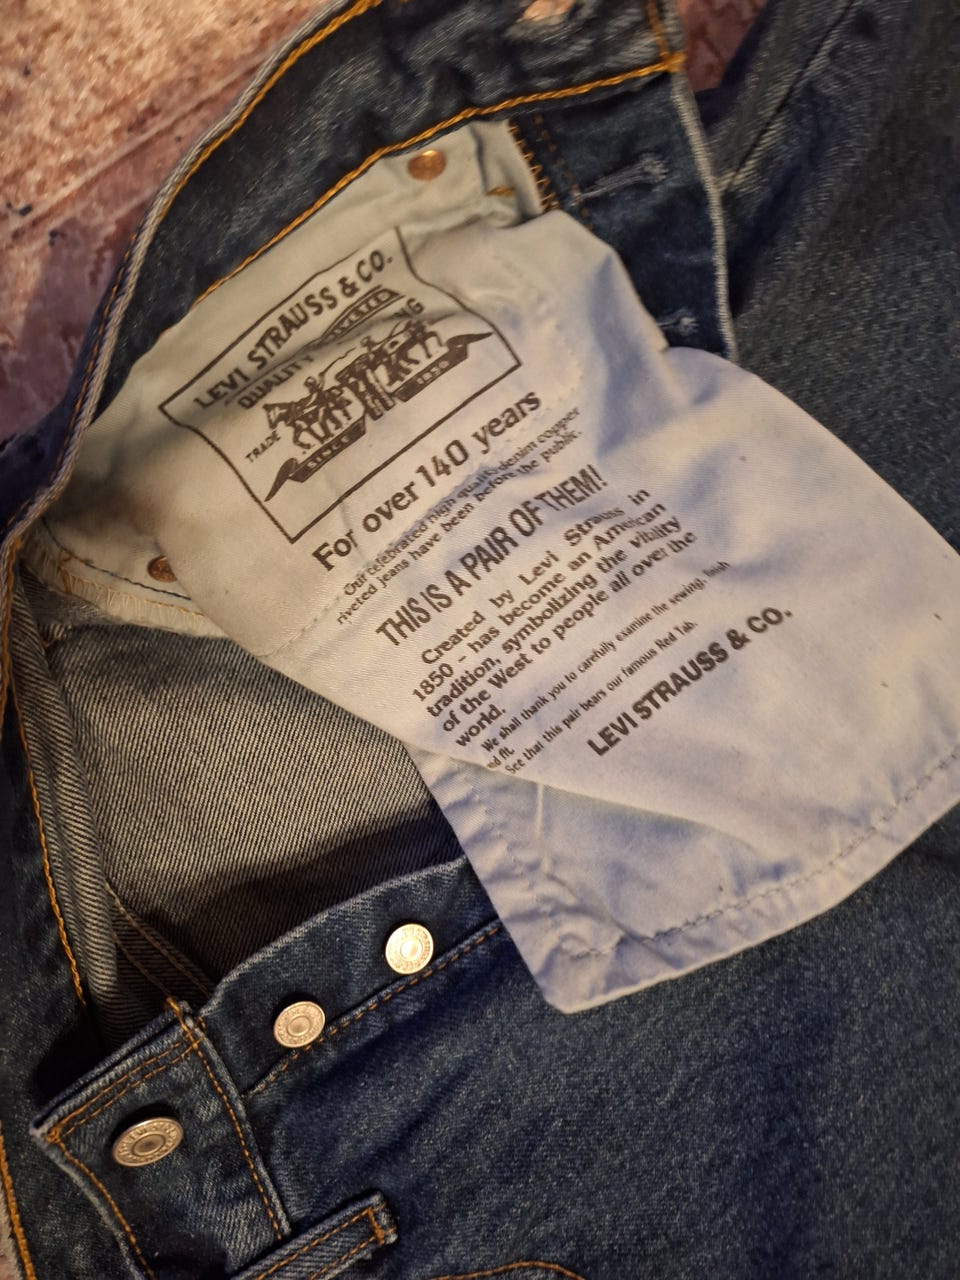 LEVI STRAUSS & CO.
QUALITY CLOTHING
TRADE
SINCE 1850
For over 140 years
Our celebrated high quality denim copper
riveted jeans have been before the public.
THIS IS A PAIR OF THEM!
Created by Levi Strauss in
1850 - has become an American
tradition, symbolizing the vitality
of the West to people all over the
world.
We shall thank you to carefully examine the sewing, finish
and fit.
See that this pair bears our famous Red Tab.
LEVI STRAUSS & CO.